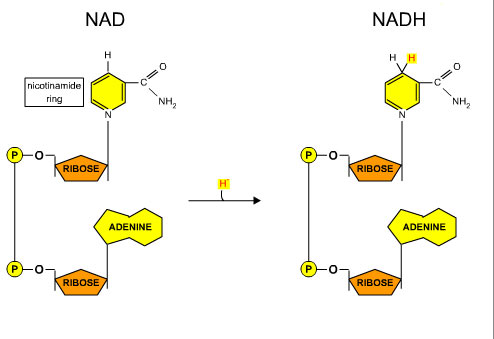 NAD
NADH
H
H H
O
O
C
C
nicotinamide
ring
NH2
NH2
N
N
P O RIBOSE
P O RIBOSE
H-
ADENINE
ADENINE
P O RIBOSE
P O RIBOSE